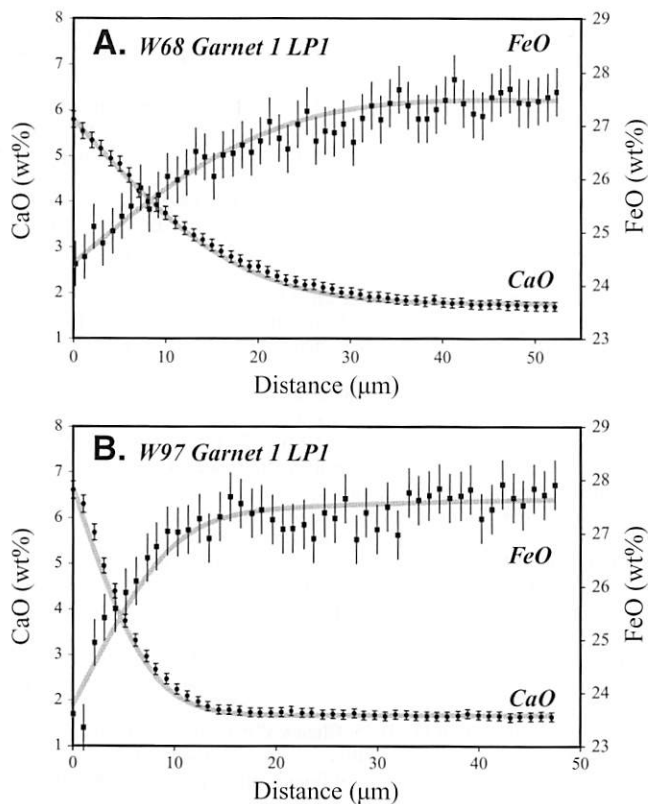 A. W68 Garnet 1 LP1
FeO
CaO
CaO (wt%)
8
7
6
5
4
3
2
1
FeO (wt%)
29
28
27
26
25
24
23
0 10 20 30 40 50
Distance (μm)
B. W97 Garnet 1 LP1
FeO
CaO
CaO (wt%)
8
7
6
5
4
3
2
1
FeO (wt%)
29
28
27
26
25
24
23
0 10 20 30 40 50
Distance (μm)